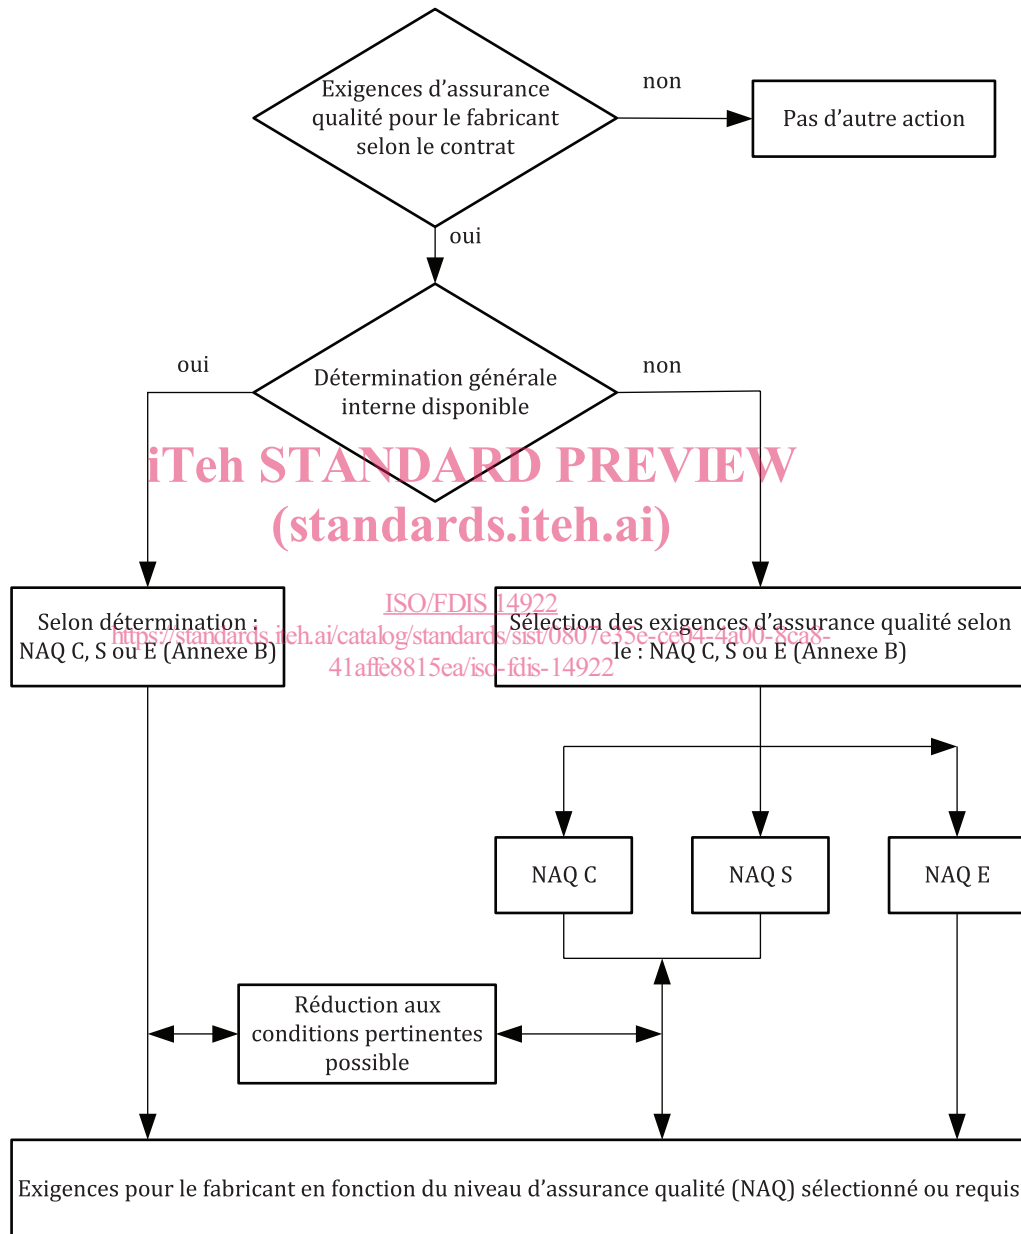 Exigences d’assurance
qualité pour le fabricant
selon le contrat
non
Pas d’autre action
oui
oui
Détermination générale
interne disponible
non
iTeh STANDARD PREVIEW
(standards.iteh.ai)
Selon détermination :
NAQ C, S ou E (Annexe B)
ISO/FDIS 14922
https://standards.iteh.ai/catalog/standards/sist/0807e35e-ce04-4a00-8ca8-
41affe8815ea/iso-fdis-14922
Sélection des exigences d’assurance qualité selon
le : NAQ C, S ou E (Annexe B)
NAQ C
NAQ S
NAQ E
Réduction aux
conditions pertinentes
possible
Exigences pour le fabricant en fonction du niveau d’assurance qualité (NAQ) sélectionné ou requis